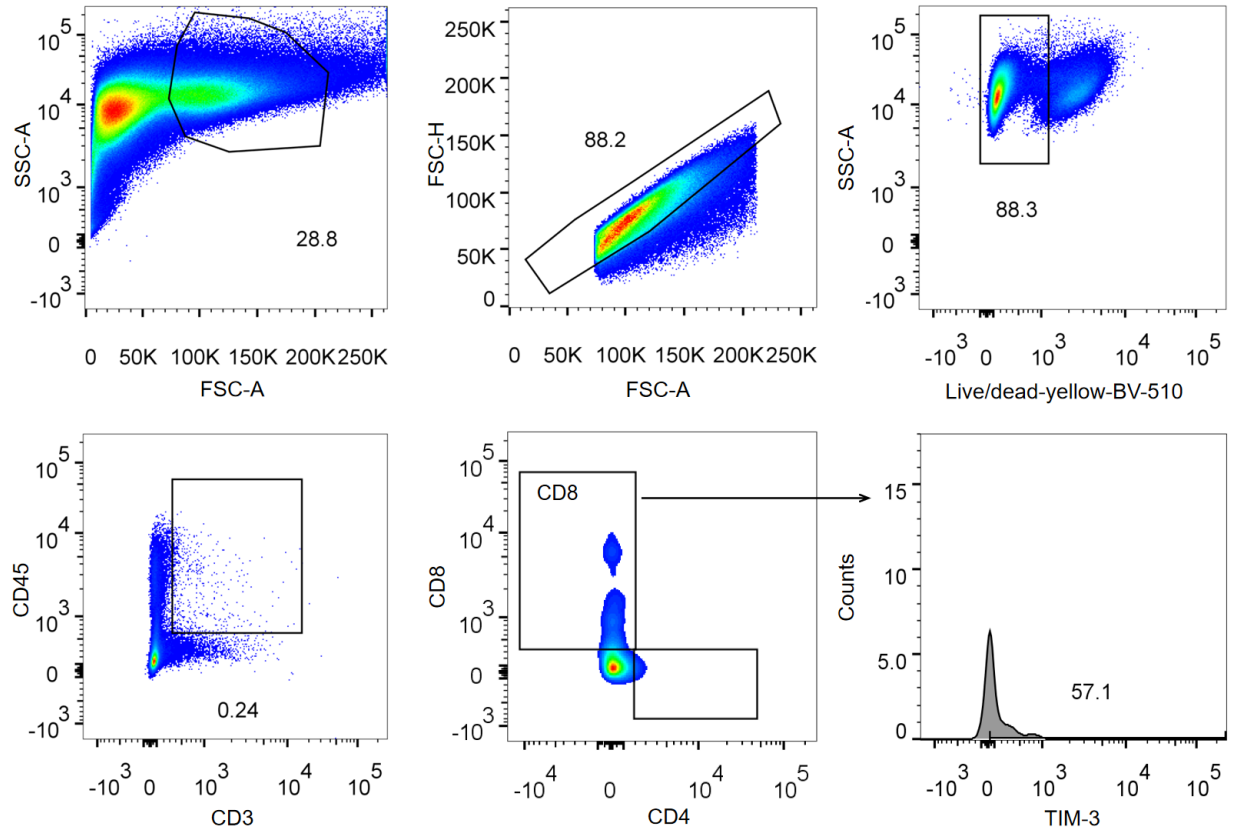 SSC-A
10^5
10^4
10^3
0
-10^3
28.8
0 50K 100K 150K 200K 250K
FSC-A
FSC-H
250K
200K
150K
100K
50K
0
88.2
0 50K 100K 150K 200K 250K
FSC-A
SSC-A
10^5
10^4
10^3
0
-10^3
88.3
-10^3 0 10^3 10^4 10^5
Live/dead-yellow-BV-510
CD45
10^5
10^4
10^3
0
-10^3
0.24
-10^3 0 10^3 10^4 10^5
CD3
CD8
10^5
10^4
10^3
0
-10^3
CD8
-10^4 0 10^4 10^5
CD4
Counts
15
10
5.0
0
57.1
-10^3 0 10^3 10^4 10^5
TIM-3